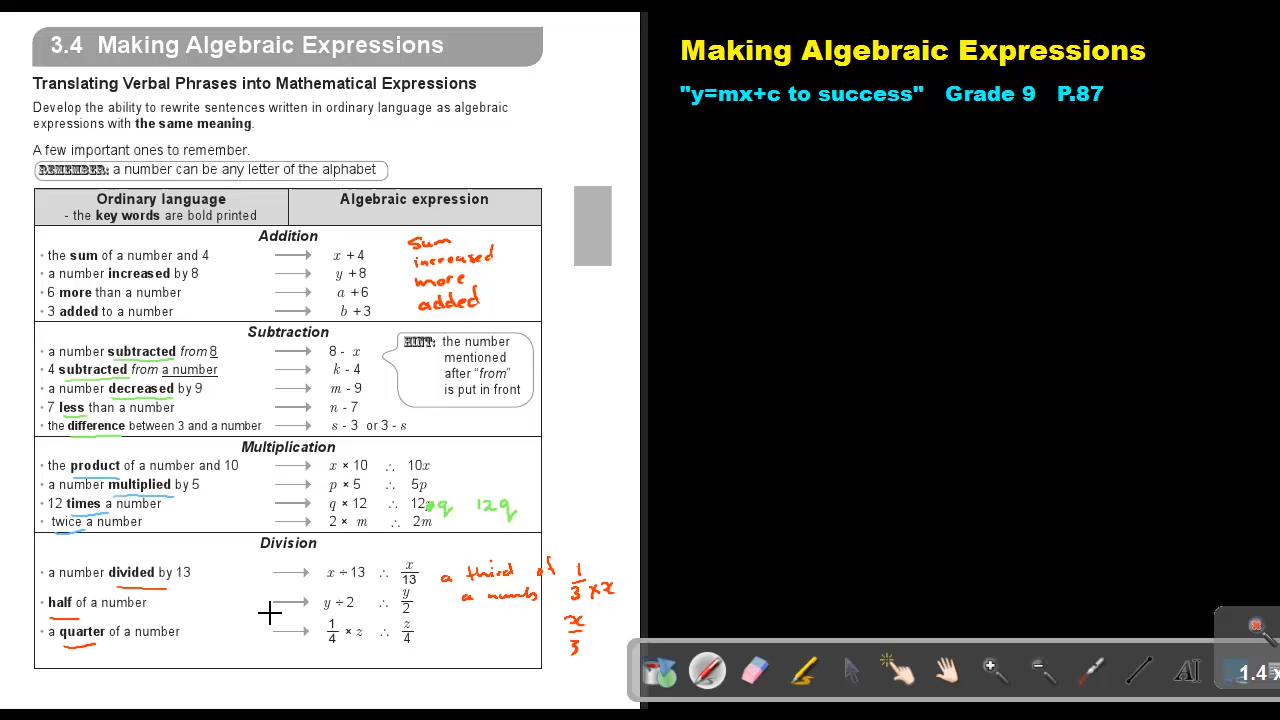 3.4 Making Algebraic Expressions
Translating Verbal Phrases into Mathematical Expressions
Develop the ability to rewrite sentences written in ordinary language as algebraic
expressions with the same meaning.
A few important ones to remember.
REMEMBER: a number can be any letter of the alphabet
Ordinary language
- the key words are bold printed
Algebraic expression
Addition
• the sum of a number and 4 → x + 4
• a number increased by 8 → y + 8
• 6 more than a number → a + 6
• 3 added to a number → b + 3
sum
increased
more
added
Subtraction
• a number subtracted from 8 → 8 - x
• 4 subtracted from a number → k - 4
• a number decreased by 9 → m - 9
• 7 less than a number → n - 7
• the difference between 3 and a number → s - 3 or 3 - s
HINT: the number
mentioned
after "from"
is put in front
Multiplication
• the product of a number and 10 → x × 10 ∴ 10x
• a number multiplied by 5 → p × 5 ∴ 5p
• 12 times a number → q × 12 ∴ 12 q 12q
• twice a number → 2 × m ∴ 2m
Division
• a number divided by 13 → x ÷ 13 ∴ x/13
• half of a number → y ÷ 2 ∴ y/2
• a quarter of a number → 1/4 × z ∴ z/4
a third of
a numb 1/3 × x
x/3
Making Algebraic Expressions
"y=mx+c to success" Grade 9 P.87
AI
1.4 x